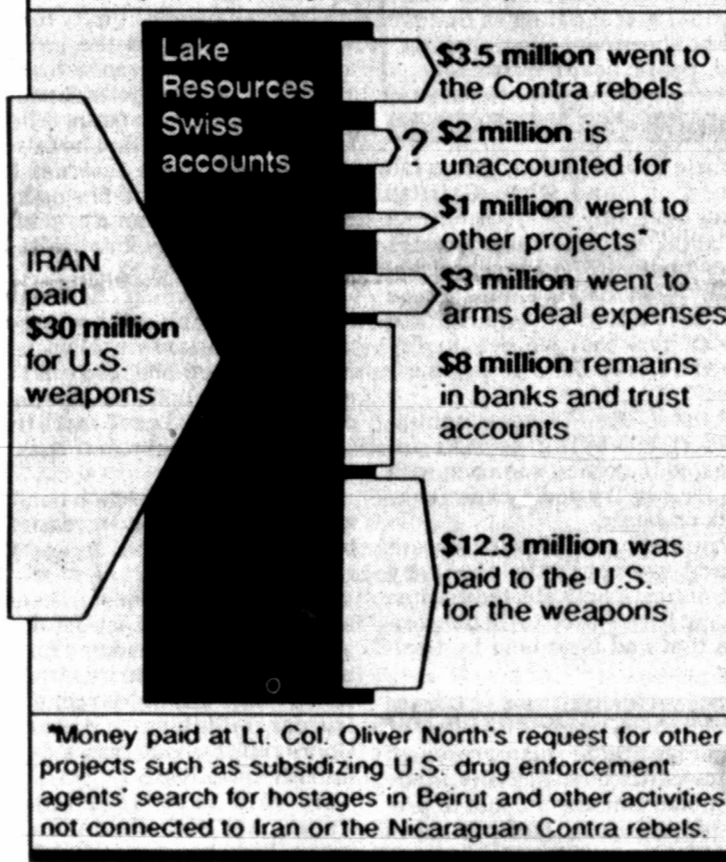 Lake
Resources
Swiss
accounts
IRAN
paid
$30 million
for U.S.
weapons
$3.5 million went to
the Contra rebels
?
$2 million is
unaccounted for
$1 million went to
other projects*
$3 million went to
arms deal expenses
$8 million remains
in banks and trust
accounts
$12.3 million was
paid to the U.S.
for the weapons
*Money paid at Lt. Col. Oliver North's request for other
projects such as subsidizing U.S. drug enforcement
agents' search for hostages in Beirut and other activities
not connected to Iran or the Nicaraguan Contra rebels.